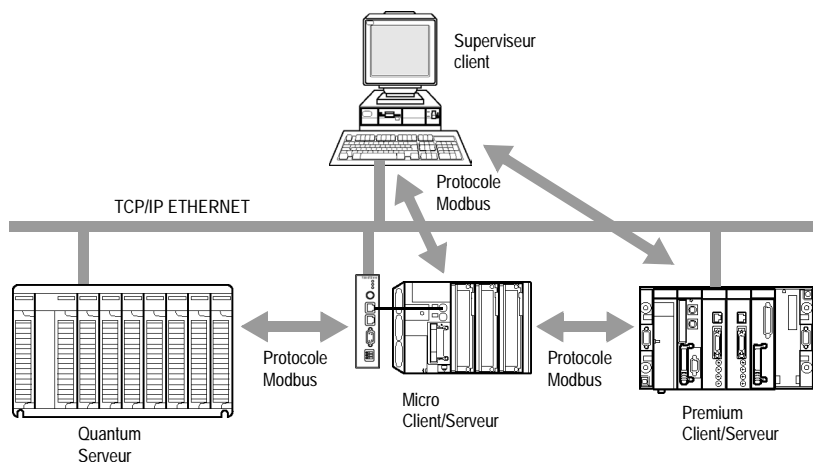 Superviseur
client
Protocole
Modbus
TCP/IP ETHERNET
Protocole
Modbus
Protocole
Modbus
Quantum
Serveur
Micro
Client/Serveur
Premium
Client/Serveur